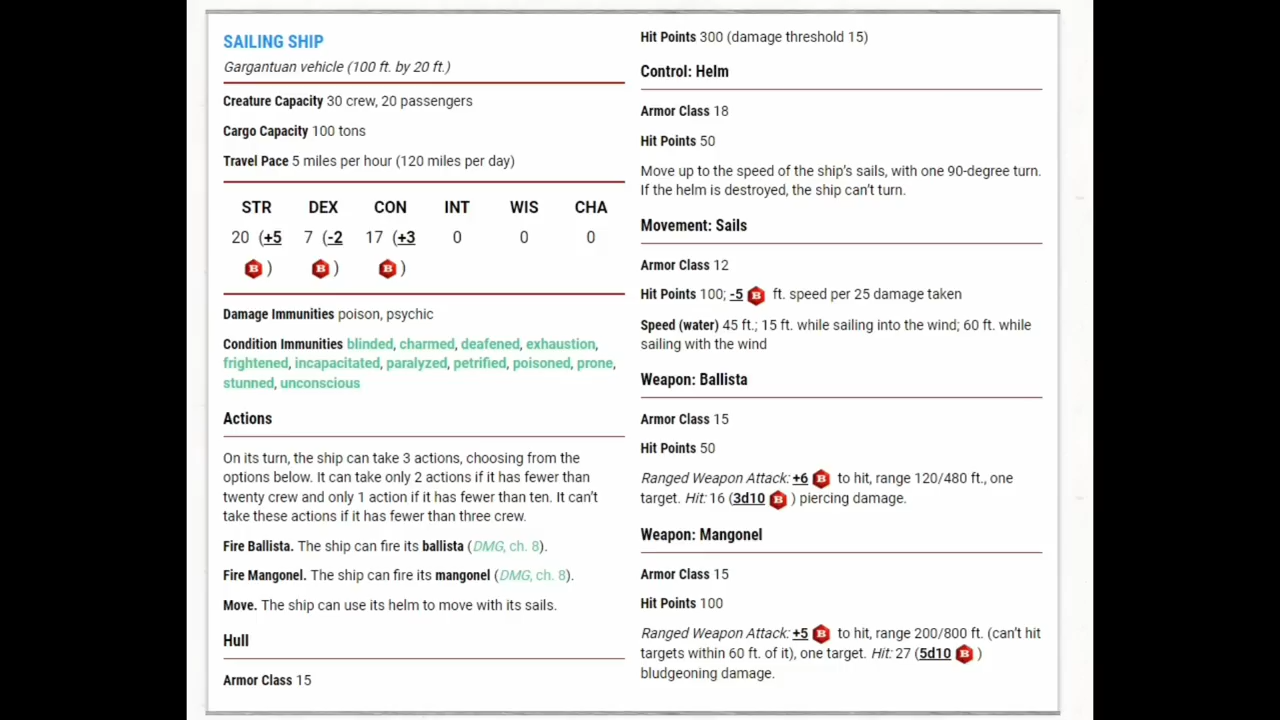 SAILING SHIP
Gargantuan vehicle (100 ft. by 20 ft.)
Creature Capacity 30 crew, 20 passengers
Cargo Capacity 100 tons
Travel Pace 5 miles per hour (120 miles per day)
STR DEX CON INT WIS CHA
20 (+5 7 (-2 17 (+3 0 0 0
B ) B ) B )
Damage Immunities poison, psychic
Condition Immunities blinded, charmed, deafened, exhaustion,
frightened, incapacitated, paralyzed, petrified, poisoned, prone,
stunned, unconscious
Actions
On its turn, the ship can take 3 actions, choosing from the
options below. It can take only 2 actions if it has fewer than
twenty crew and only 1 action if it has fewer than ten. It can't
take these actions if it has fewer than three crew.
Fire Ballista. The ship can fire its ballista (DMG, ch. 8).
Fire Mangonel. The ship can fire its mangonel (DMG, ch. 8).
Move. The ship can use its helm to move with its sails.
Hull
Armor Class 15
Hit Points 300 (damage threshold 15)
Control: Helm
Armor Class 18
Hit Points 50
Move up to the speed of the ship's sails, with one 90-degree turn.
If the helm is destroyed, the ship can't turn.
Movement: Sails
Armor Class 12
Hit Points 100; -5 B ft. speed per 25 damage taken
Speed (water) 45 ft.; 15 ft. while sailing into the wind; 60 ft. while
sailing with the wind
Weapon: Ballista
Armor Class 15
Hit Points 50
Ranged Weapon Attack: +6 B to hit, range 120/480 ft., one
target. Hit: 16 (3d10 B ) piercing damage.
Weapon: Mangonel
Armor Class 15
Hit Points 100
Ranged Weapon Attack: +5 B to hit, range 200/800 ft. (can't hit
targets within 60 ft. of it), one target. Hit: 27 (5d10 B )
bludgeoning damage.